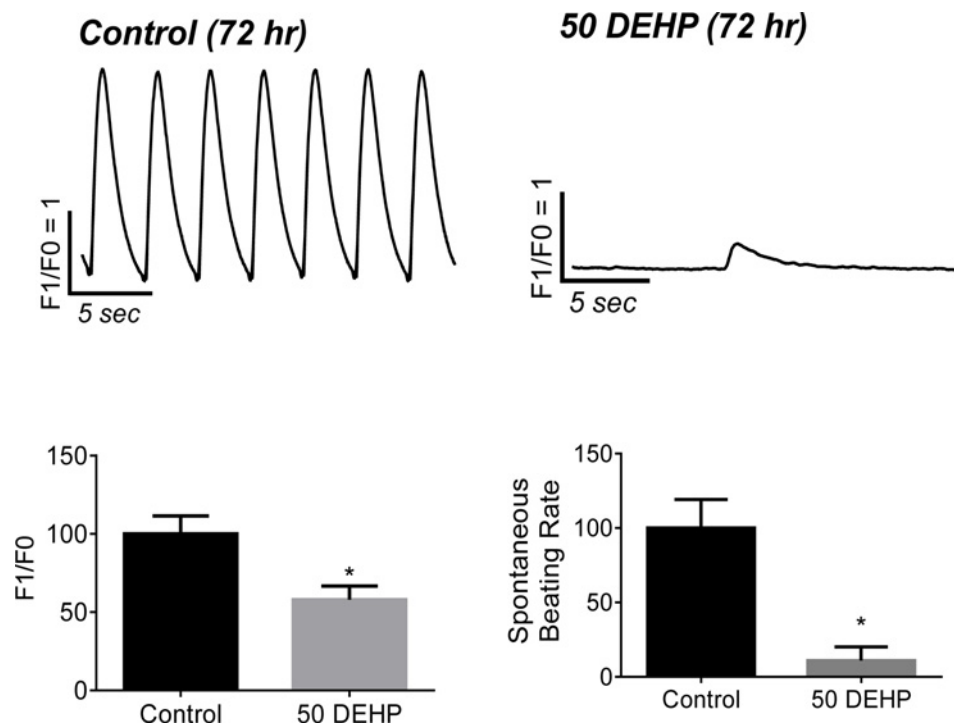 Control (72 hr)
50 DEHP (72 hr)
F1/F0 = 1
5 sec
F1/F0 = 1
5 sec
F1/F0
150
100
50
0
*
Control
50 DEHP
Spontaneous
Beating Rate
150
100
50
0
*
Control
50 DEHP